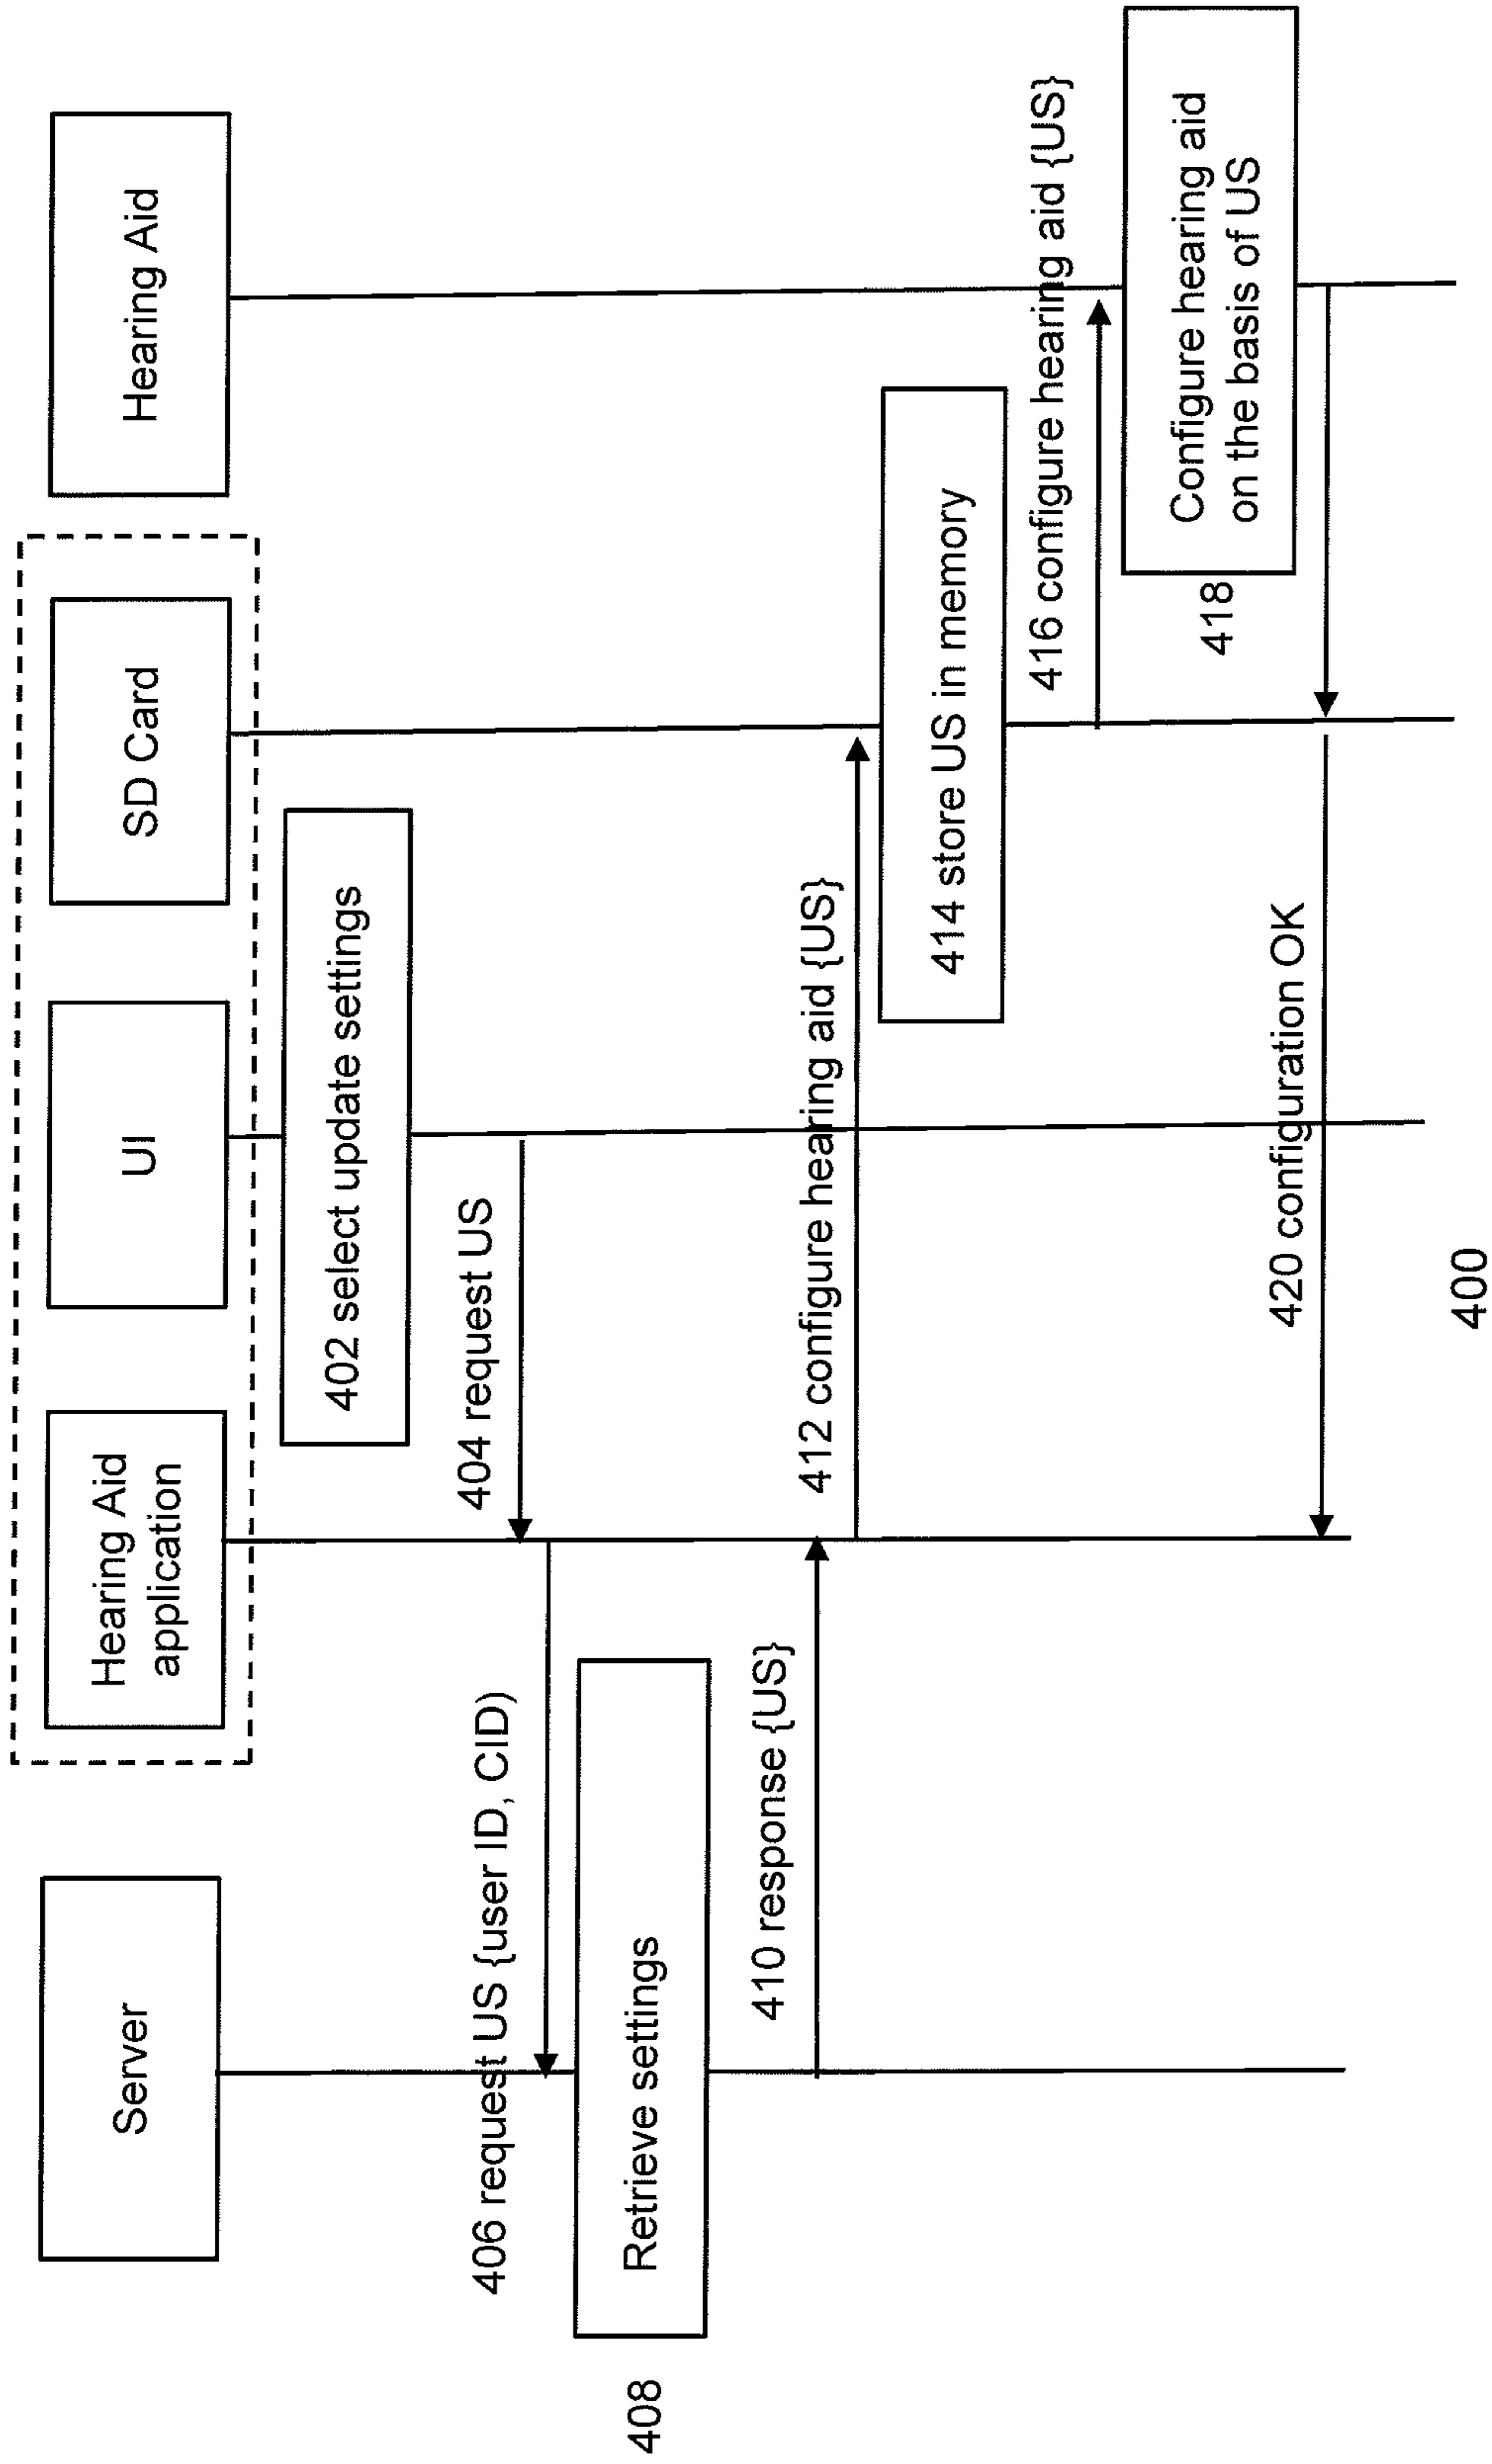 Server
Hearing Aid
application
UI
SD Card
Hearing Aid
402 select update settings
404 request US
406 request US {user ID, CID)
408
Retrieve settings
410 response {US}
412 configure hearing aid {US}
414 store US in memory
416 configure hearing aid {US}
418
Configure hearing aid
on the basis of US
420 configuration OK
400